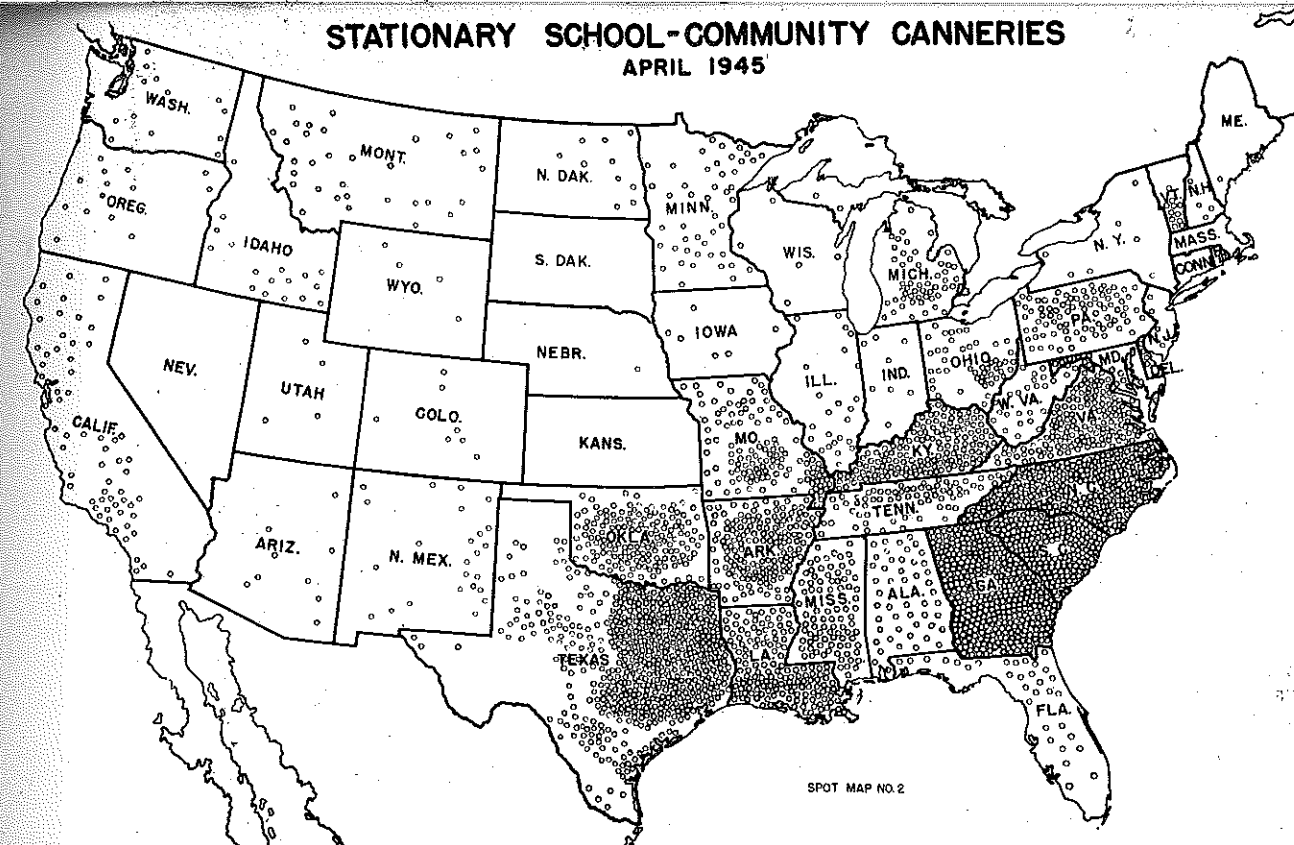 STATIONARY SCHOOL-COMMUNITY CANNERIES
APRIL 1945
WASH.
MONT.
N. DAK.
MINN.
ME.
OREG.
IDAHO
WYO.
S. DAK.
WIS.
MICH.
N. Y.
VT.
N.H.
MASS.
CONN.
NEV.
UTAH
COLO.
NEBR.
IOWA
ILL.
IND.
OHIO
PA.
N.J.
MD.
DEL.
CALIF.
KANS.
MO.
KY.
W. VA.
VA.
ARIZ.
N. MEX.
OKLA.
ARK.
TENN.
N.C.
S.C.
TEXAS
LA.
MISS.
ALA.
GA.
FLA.
SPOT MAP NO. 2